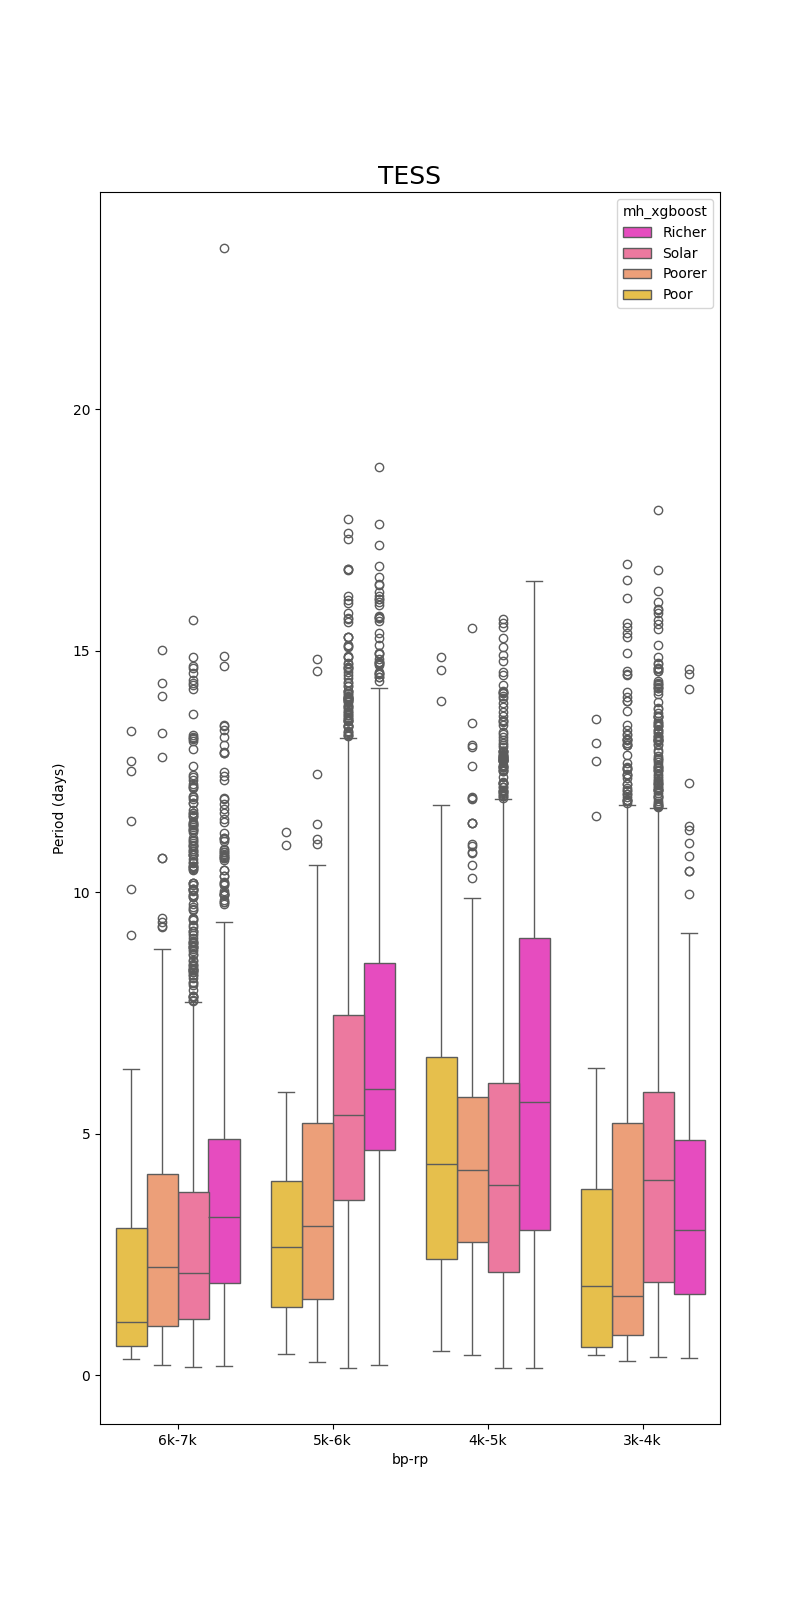 TESS
mh_xgboost
Richer
Solar
Poorer
Poor
20
15
10
5
0
Period (days)
6k-7k 5k-6k 4k-5k 3k-4k
bp-rp